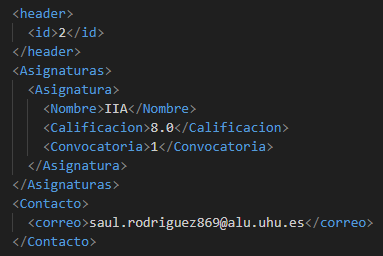 <header>
<id>2</id>
</header>
<Asignaturas>
<Asignatura>
<Nombre>IIA</Nombre>
<Calificacion>8.0</Calificacion>
<Convocatoria>1</Convocatoria>
</Asignatura>
</Asignaturas>
<Contacto>
<correo>saul.rodriguez869@alu.uhu.es</correo>
</Contacto>